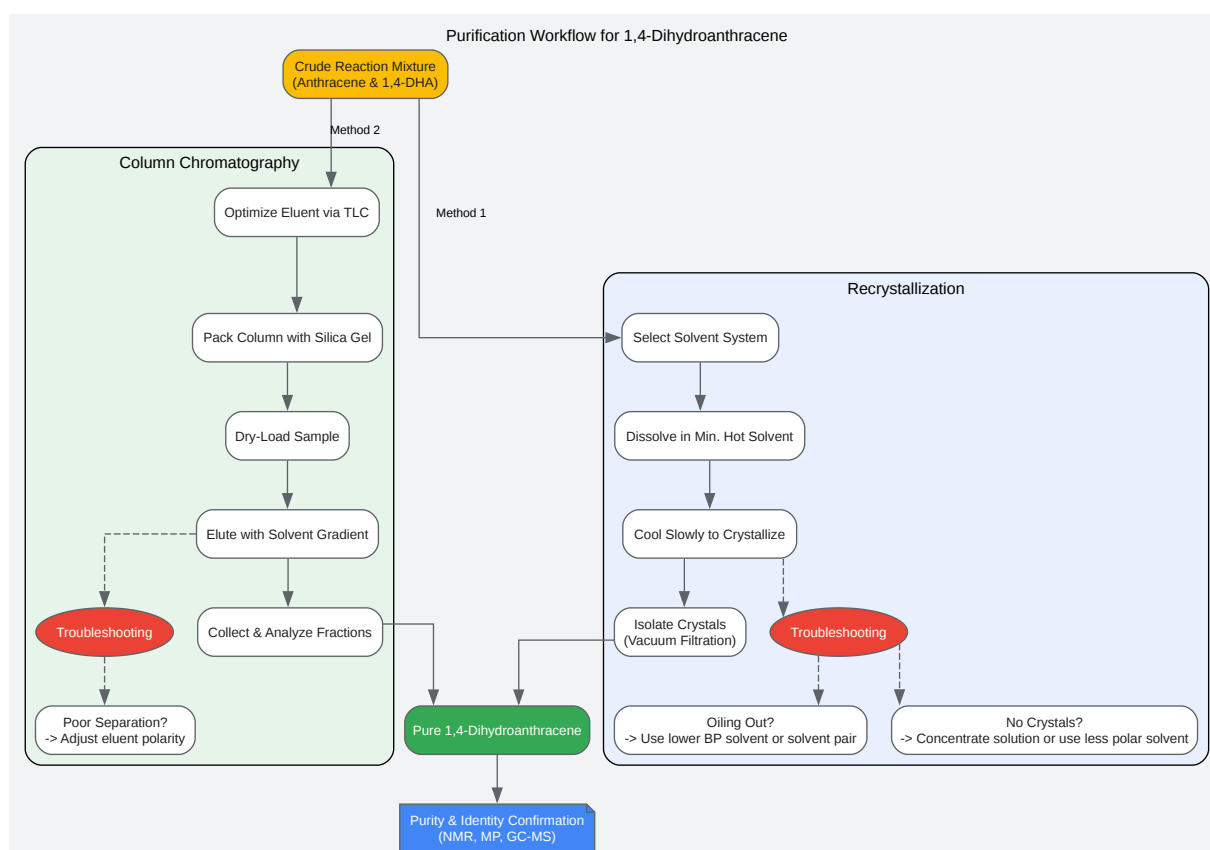 Purification Workflow for 1,4-Dihydroanthracene
Crude Reaction Mixture
(Anthracene & 1,4-DHA)
Method 2
Method 1
Column Chromatography
Optimize Eluent via TLC
Pack Column with Silica Gel
Dry-Load Sample
Elute with Solvent Gradient
Troubleshooting
Collect & Analyze Fractions
Poor Separation?
-> Adjust eluent polarity
Recrystallization
Select Solvent System
Dissolve in Min. Hot Solvent
Cool Slowly to Crystallize
Isolate Crystals
(Vacuum Filtration)
Troubleshooting
Oiling Out?
-> Use lower BP solvent or solvent pair
No Crystals?
-> Concentrate solution or use less polar solvent
Pure 1,4-Dihydroanthracene
Purity & Identity Confirmation
(NMR, MP, GC-MS)